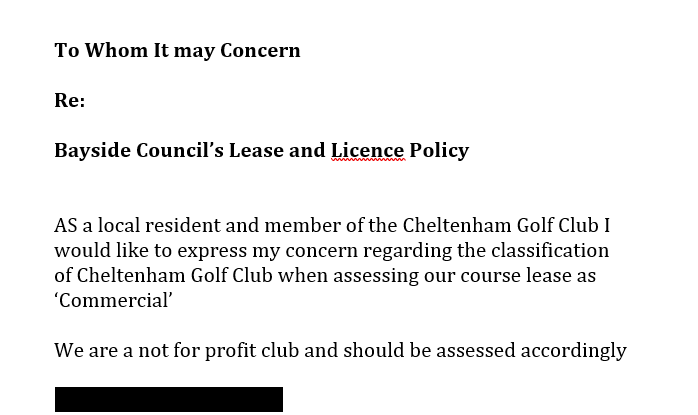 To Whom It may Concern
Re:
Bayside Council’s Lease and Licence Policy
AS a local resident and member of the Cheltenham Golf Club I
would like to express my concern regarding the classification
of Cheltenham Golf Club when assessing our course lease as
‘Commercial’
We are a not for profit club and should be assessed accordingly